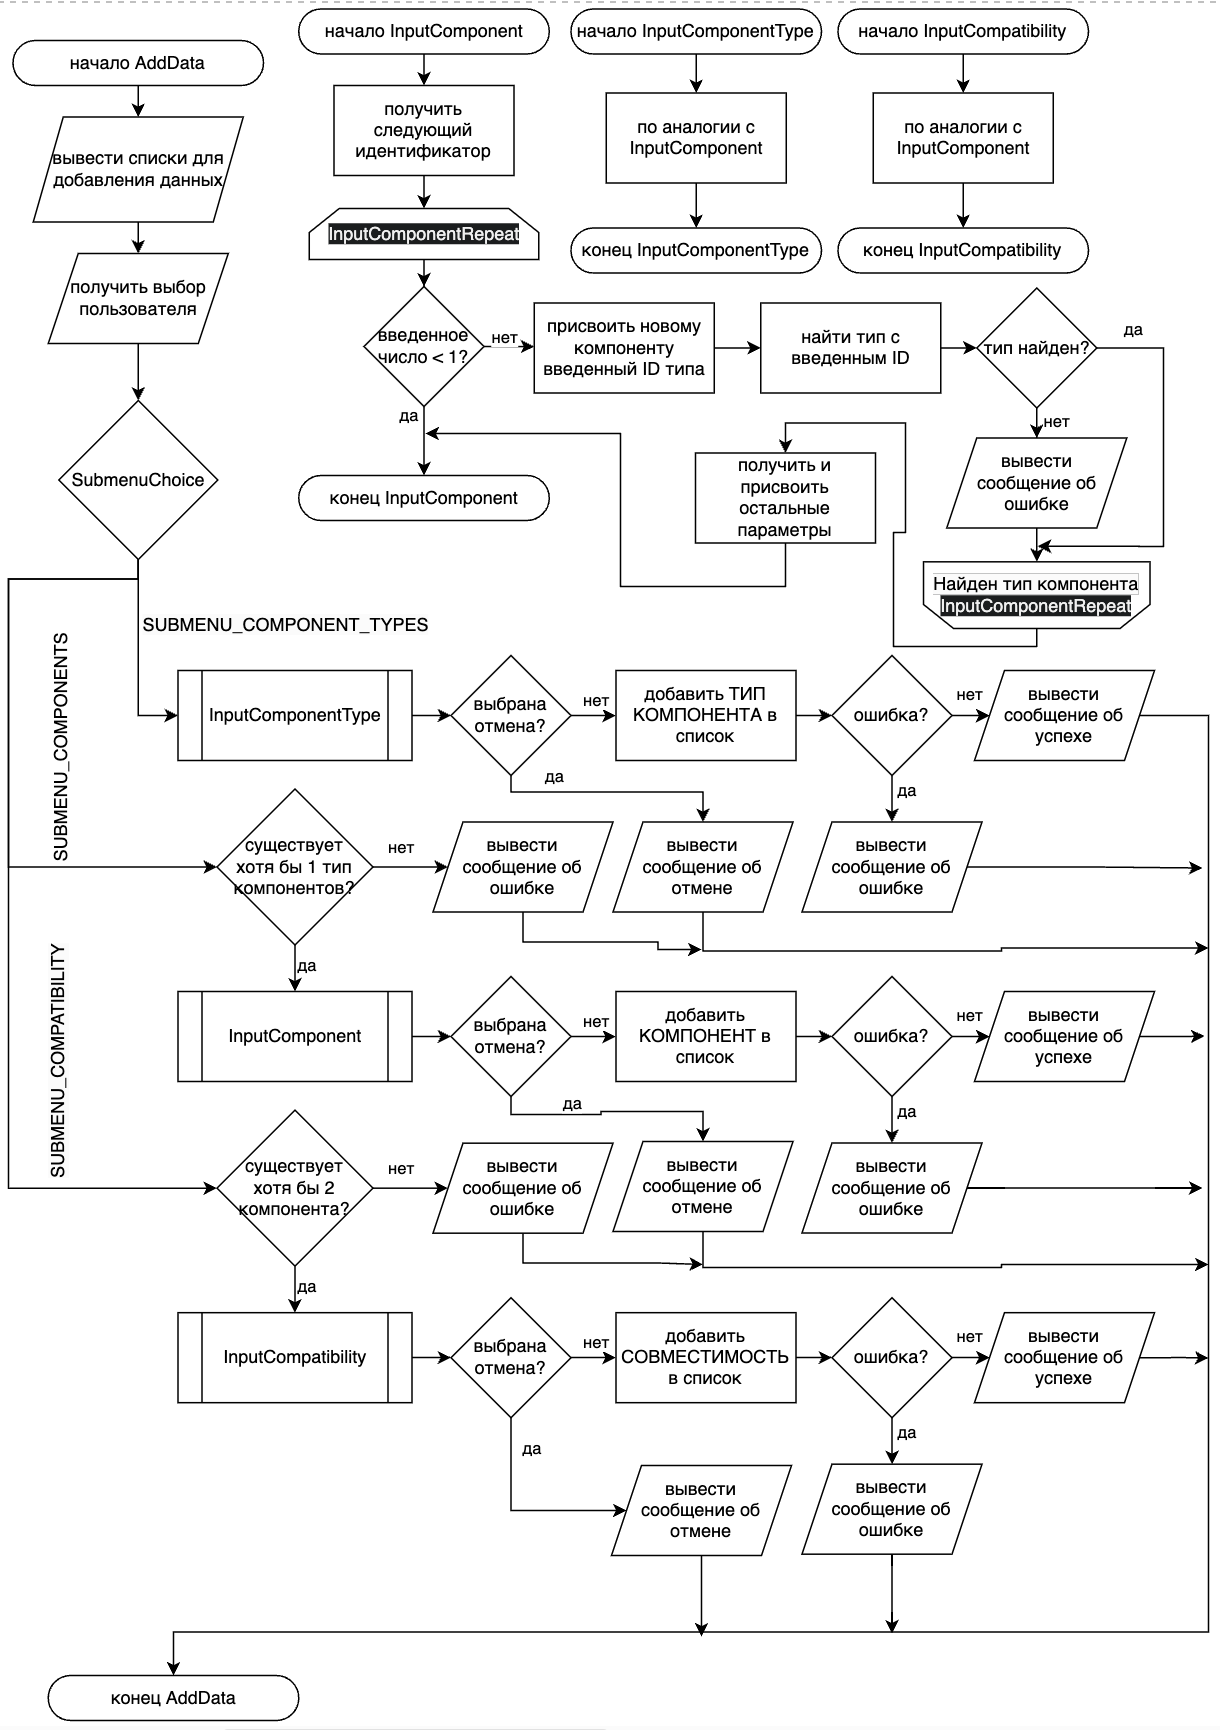 начало AddData
вывести списки для
добавления данных
получить выбор
пользователя
SubmenuChoice
начало InputComponent
получить
следующий
идентификатор
InputComponentRepeat
введенное
число < 1?
нет
да
конец InputComponent
присвоить новому
компоненту
введенный ID типа
найти тип с
введенным ID
тип найден?
да
нет
вывести
сообщение об
ошибке
Найден тип компонента
InputComponentRepeat
получить и
присвоить
остальные
параметры
начало InputComponentType
по аналогии с
InputComponent
конец InputComponentType
начало InputCompatibility
по аналогии с
InputComponent
конец InputCompatibility
SUBMENU_COMPONENT_TYPES
SUBMENU_COMPONENTS
SUBMENU_COMPATIBILITY
InputComponentType
выбрана
отмена?
нет
да
добавить ТИП
КОМПОНЕНТА в
список
ошибка?
нет
да
вывести
сообщение об
успехе
существует
хотя бы 1 тип
компонентов?
нет
да
вывести
сообщение об
ошибке
вывести
сообщение об
отмене
вывести
сообщение об
ошибке
InputComponent
выбрана
отмена?
нет
да
добавить
КОМПОНЕНТ в
список
ошибка?
нет
да
вывести
сообщение об
успехе
существует
хотя бы 2
компонента?
нет
да
вывести
сообщение об
ошибке
вывести
сообщение об
отмене
вывести
сообщение об
ошибке
InputCompatibility
выбрана
отмена?
нет
да
добавить
СОВМЕСТИМОСТЬ
в список
ошибка?
нет
да
вывести
сообщение об
успехе
вывести
сообщение об
отмене
вывести
сообщение об
ошибке
конец AddData